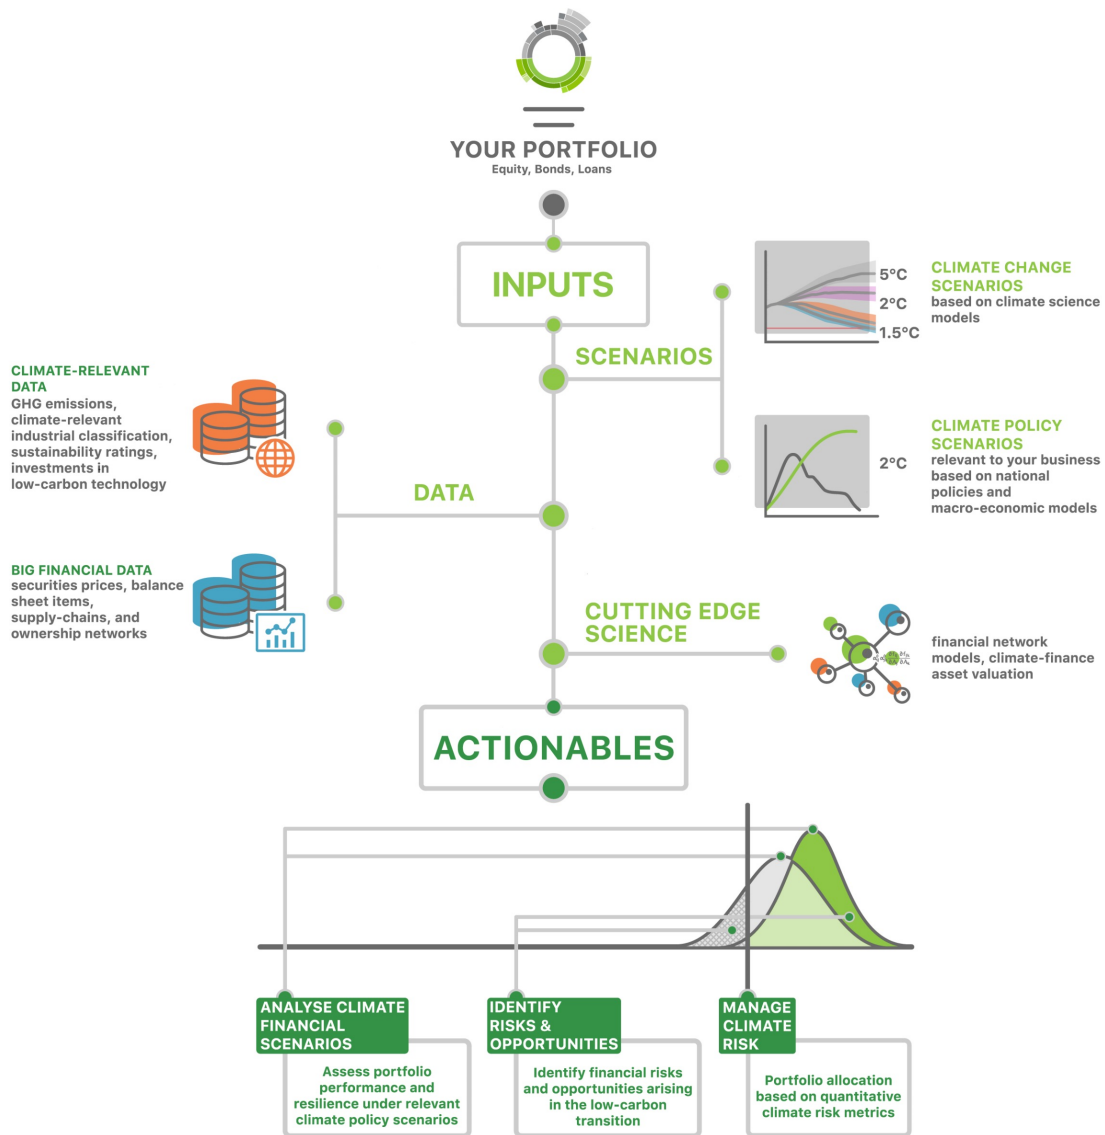 YOUR PORTFOLIO
Equity, Bonds, Loans
INPUTS
SCENARIOS
5°C
2°C
1.5°C
CLIMATE CHANGE
SCENARIOS
based on climate science
models
CLIMATE-RELEVANT
DATA
GHG emissions,
climate-relevant
industrial classification,
sustainability ratings,
investments in
low-carbon technology
DATA
2°C
CLIMATE POLICY
SCENARIOS
relevant to your business
based on national
policies and
macro-economic models
BIG FINANCIAL DATA
securities prices, balance
sheet items,
supply-chains, and
ownership networks
CUTTING EDGE
SCIENCE
financial network
models, climate-finance
asset valuation
ACTIONABLES
ANALYSE CLIMATE
FINANCIAL
SCENARIOS
Assess portfolio
performance and
resilience under relevant
climate policy scenarios
IDENTIFY
RISKS &
OPPORTUNITIES
Identify financial risks
and opportunities arising
in the low-carbon
transition
MANAGE
CLIMATE
RISK
Portfolio allocation
based on quantitative
climate risk metrics